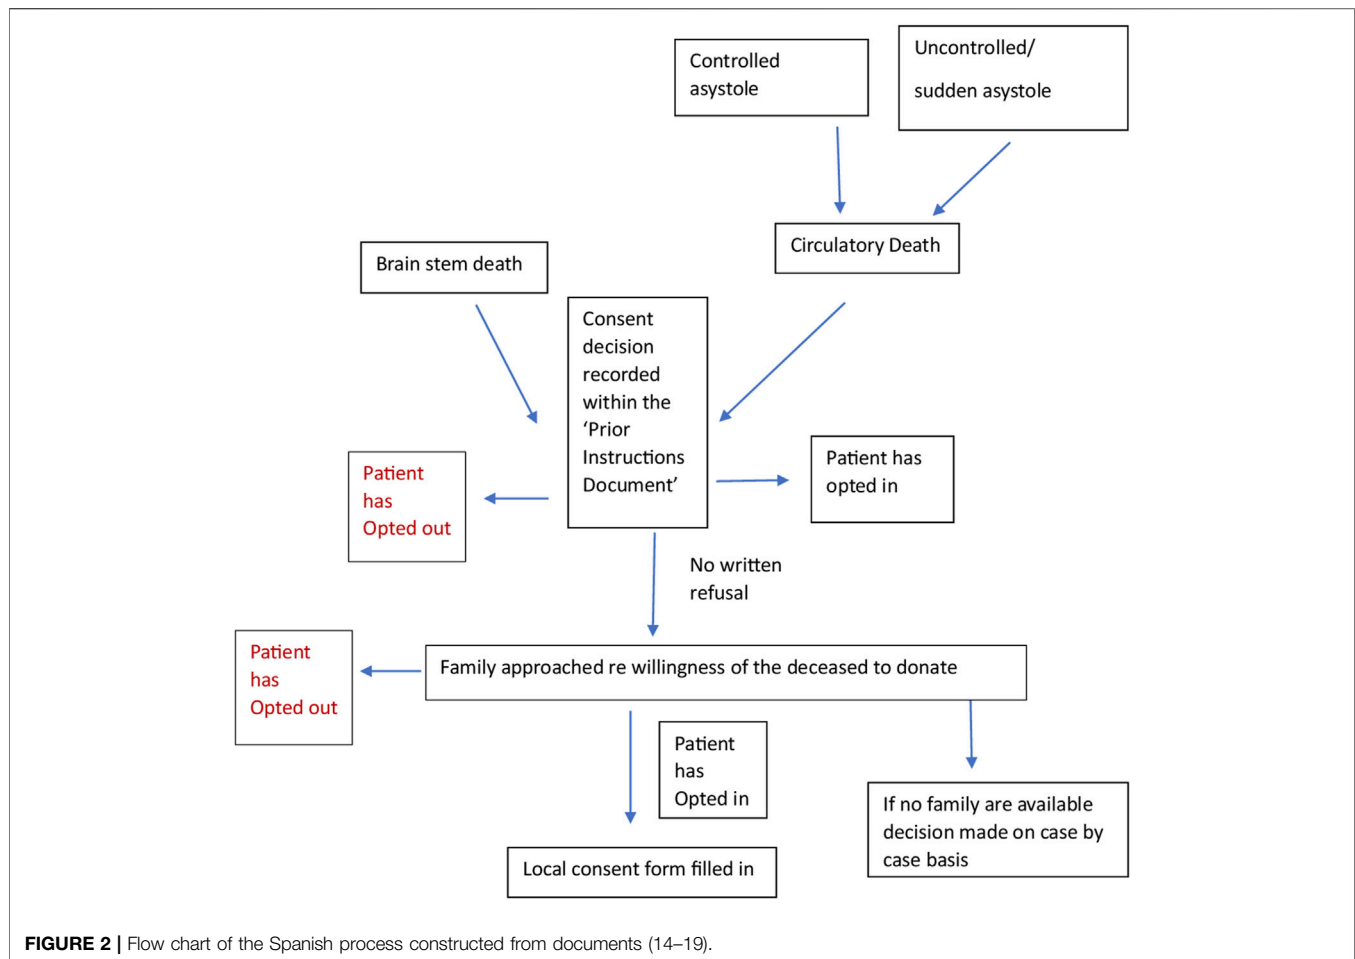 Controlled
asystole
Uncontrolled/
sudden asystole
Circulatory Death
Brain stem death
Consent
decision
recorded
within the
‘Prior
Instructions
Document’
Patient
has
Opted out
Patient has
opted in
No written
refusal
Family approached re willingness of the deceased to donate
Patient
has
Opted out
Patient
has
Opted in
If no family are available
decision made on case by
case basis
Local consent form filled in
FIGURE 2 | Flow chart of the Spanish process constructed from documents (14–19).